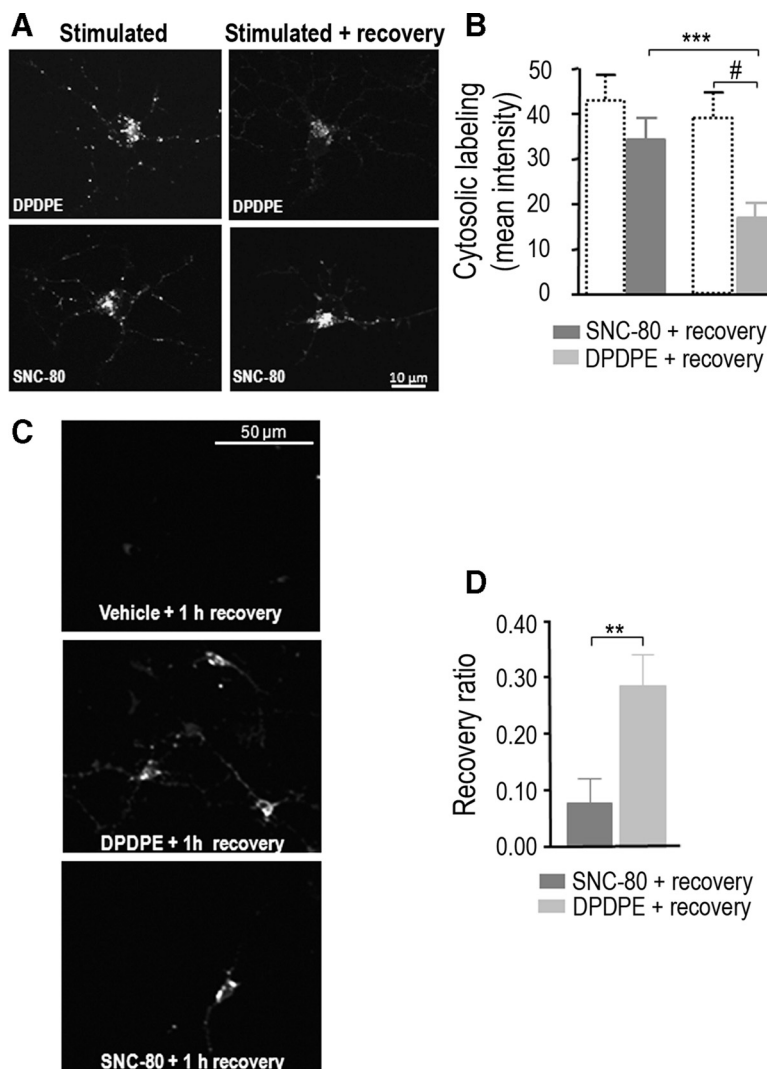 A
Stimulated
Stimulated + recovery
DPDPE
DPDPE
SNC-80
SNC-80
10 µm
B
***
#
Cytosolic labeling
(mean intensity)
50
40
30
20
10
0
SNC-80 + recovery
DPDPE + recovery
C
50 µm
Vehicle + 1 h recovery
DPDPE + 1h recovery
SNC-80 + 1 h recovery
D
**
Recovery ratio
0.40
0.30
0.20
0.10
0.00
SNC-80 + recovery
DPDPE + recovery